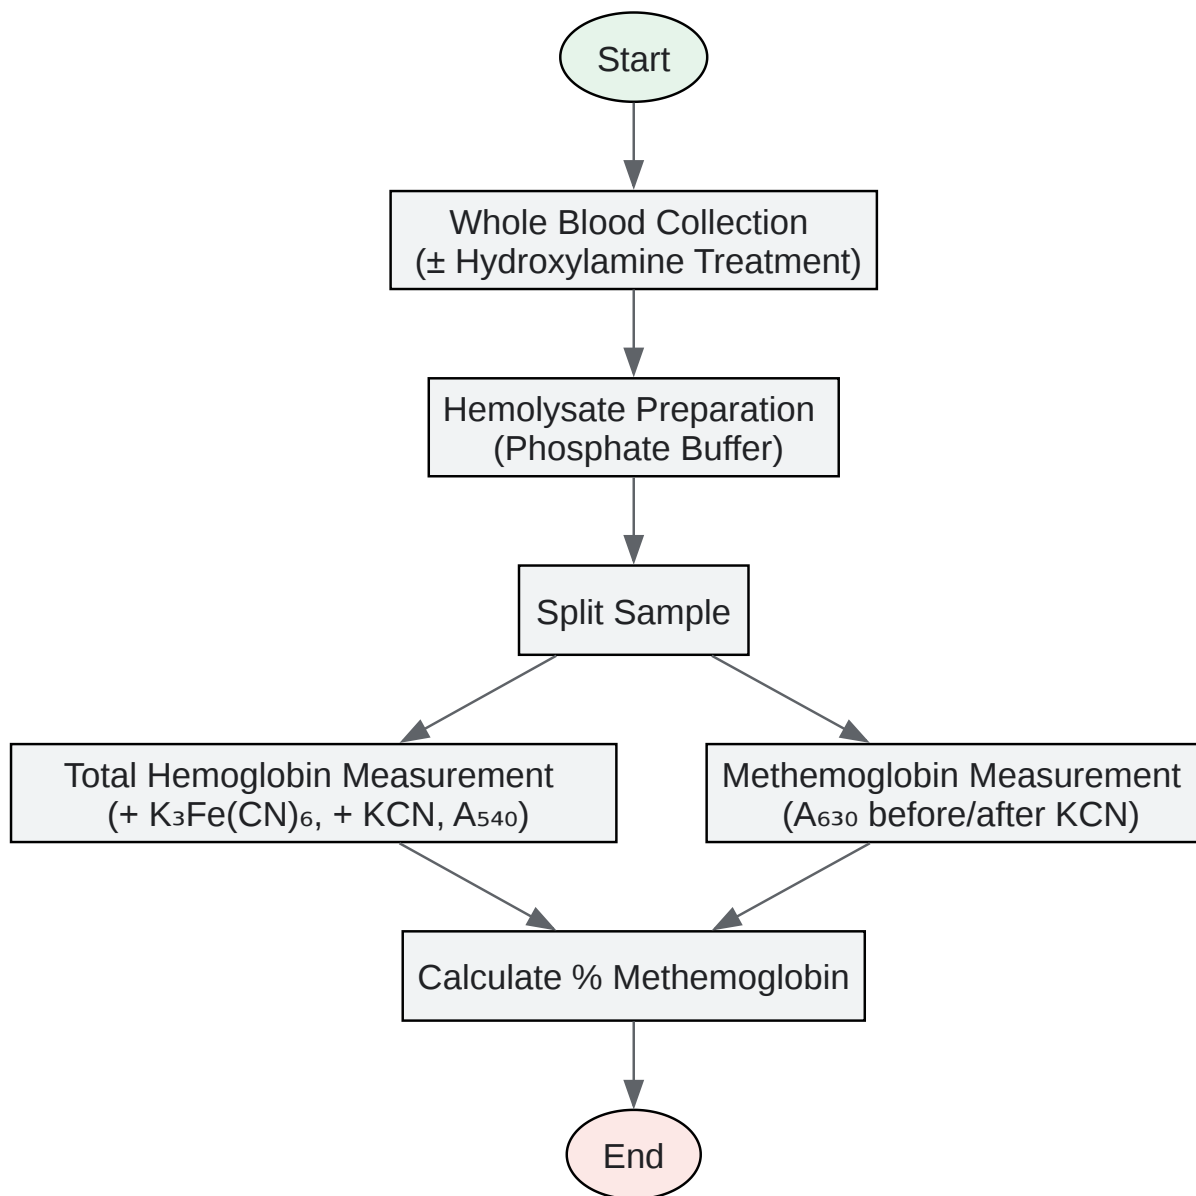 Start
Whole Blood Collection
(± Hydroxylamine Treatment)
Hemolysate Preparation
(Phosphate Buffer)
Split Sample
Total Hemoglobin Measurement
(+ K₃Fe(CN)₆, + KCN, A₅₄₀)
Methemoglobin Measurement
(A₆₃₀ before/after KCN)
Calculate % Methemoglobin
End